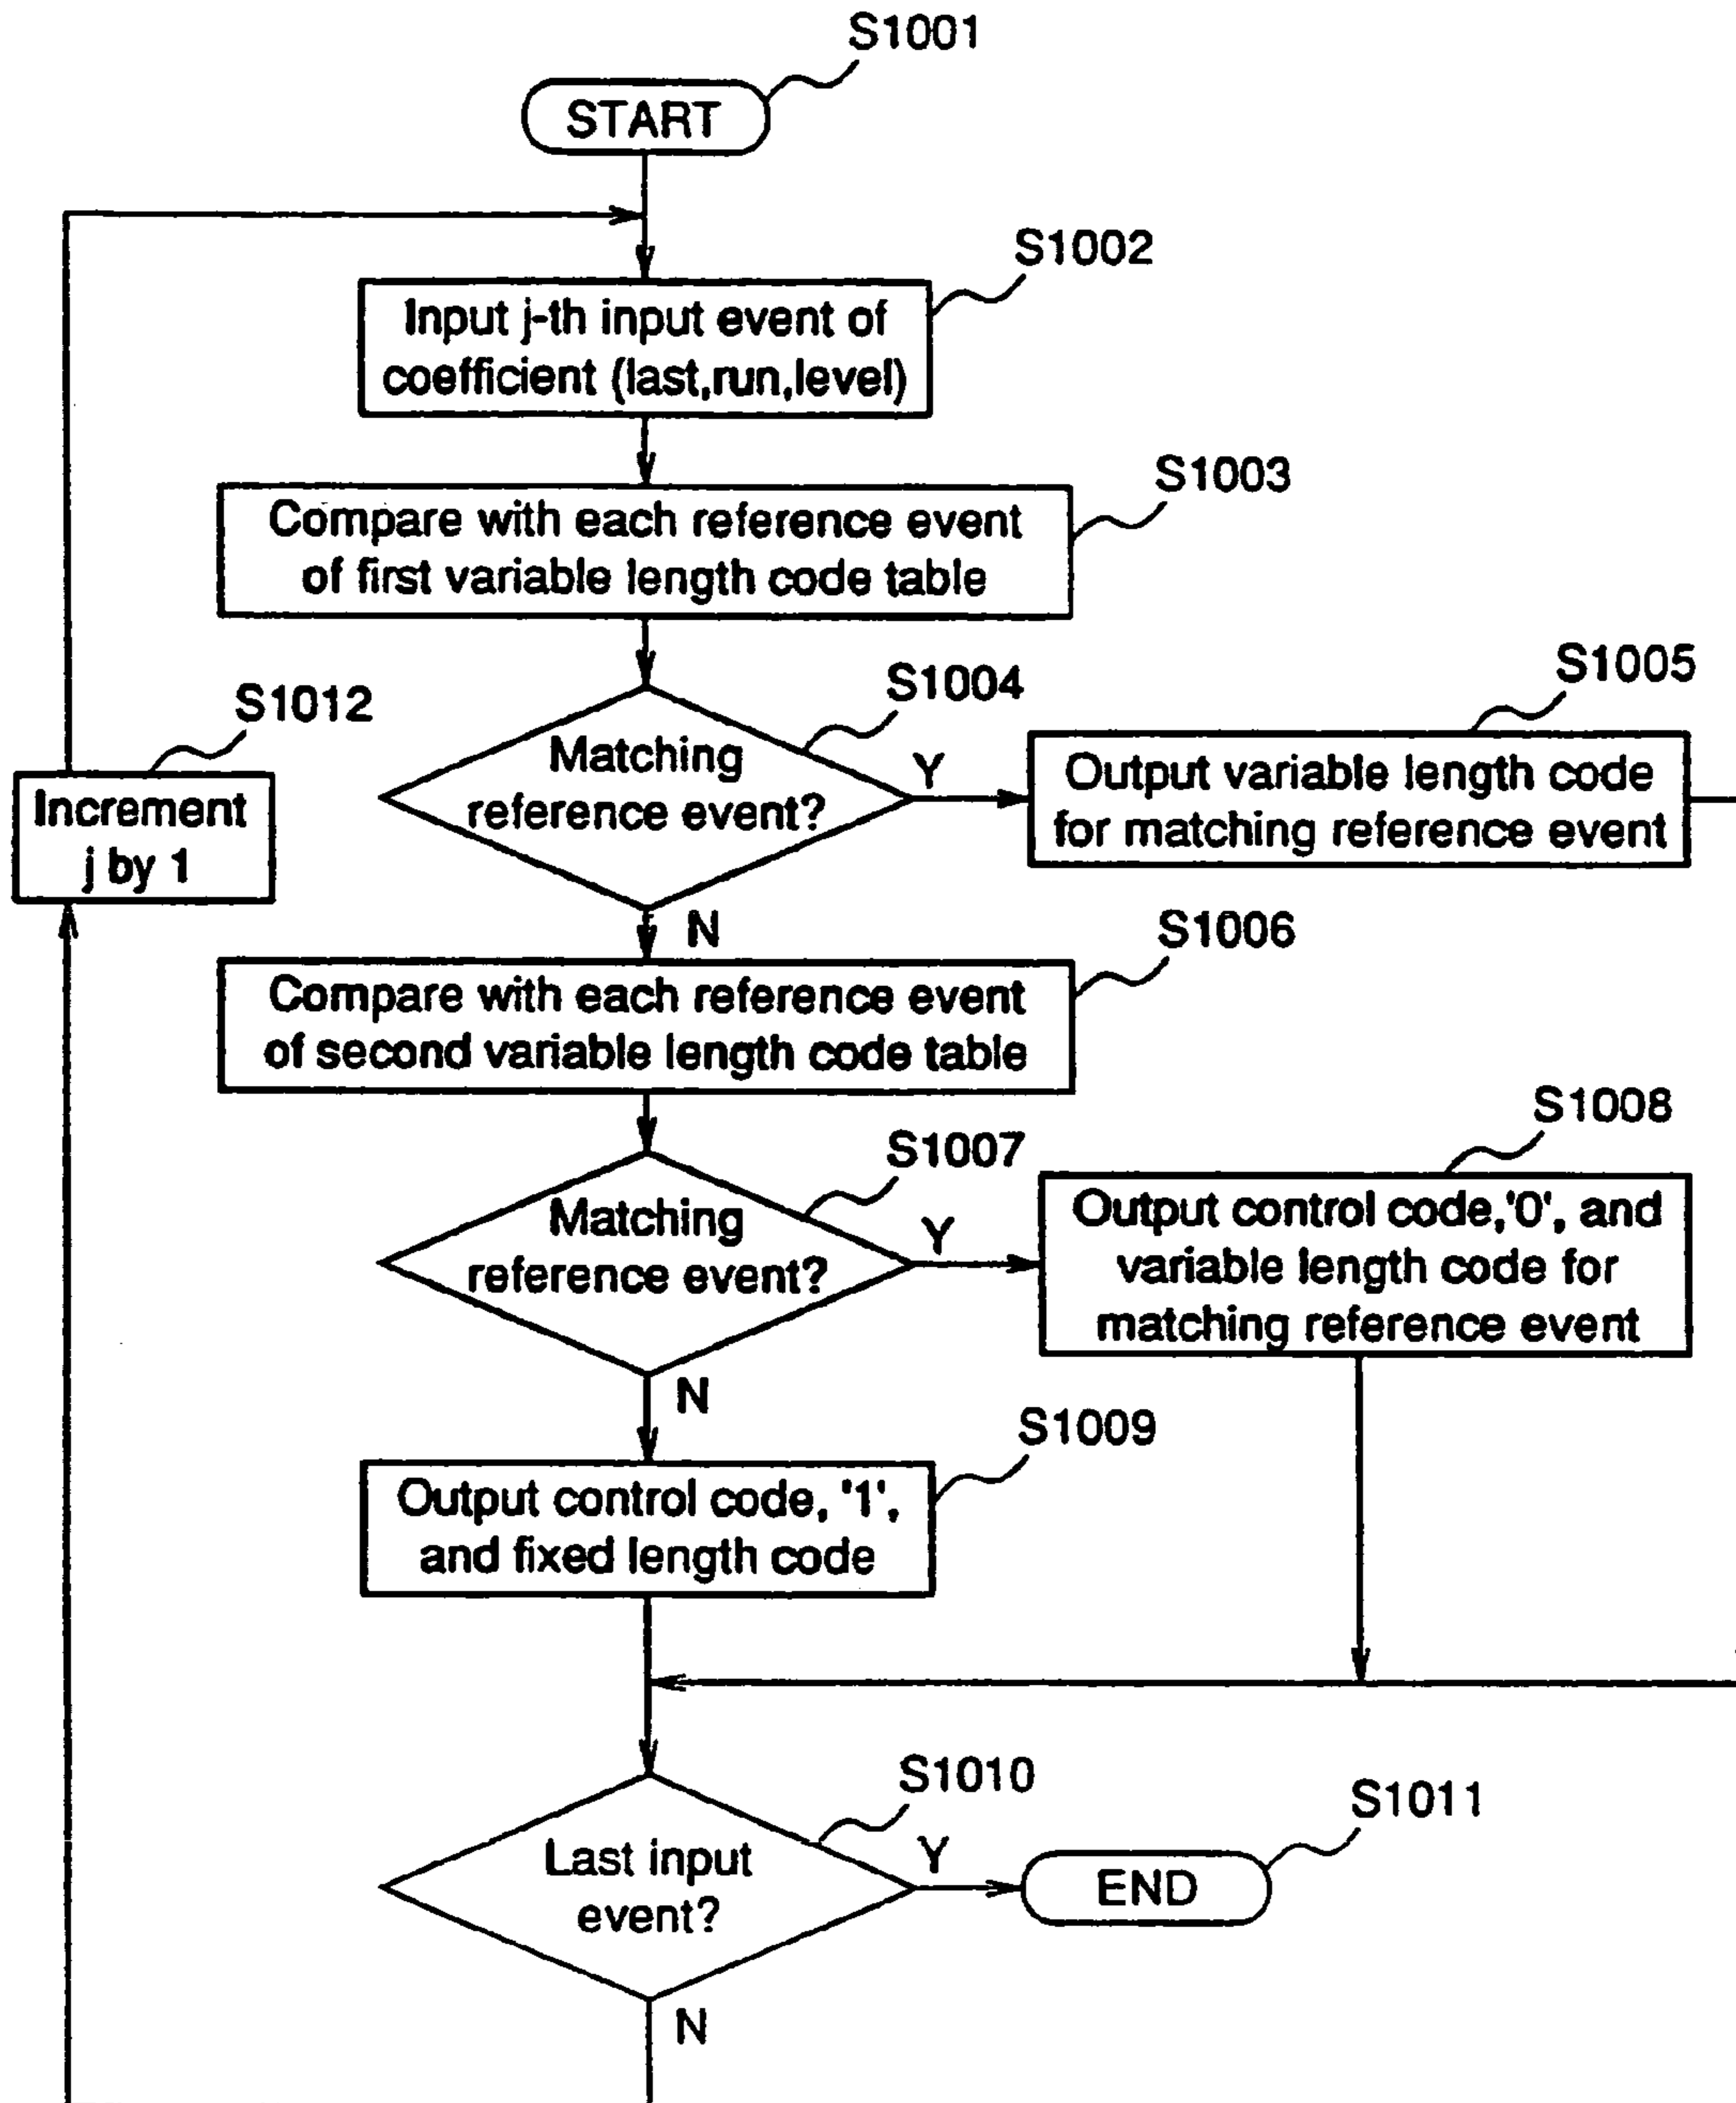 S1001
START
S1002
Input j-th input event of
coefficient (last,run,level)
S1003
Compare with each reference event
of first variable length code table
S1004
Matching
reference event?
Y
S1005
Output variable length code
for matching reference event
S1012
Increment
j by 1
N
S1006
Compare with each reference event
of second variable length code table
S1007
Matching
reference event?
Y
S1008
Output control code,'0', and
variable length code for
matching reference event
N
S1009
Output control code, '1',
and fixed length code
S1010
Last input
event?
Y
S1011
END
N